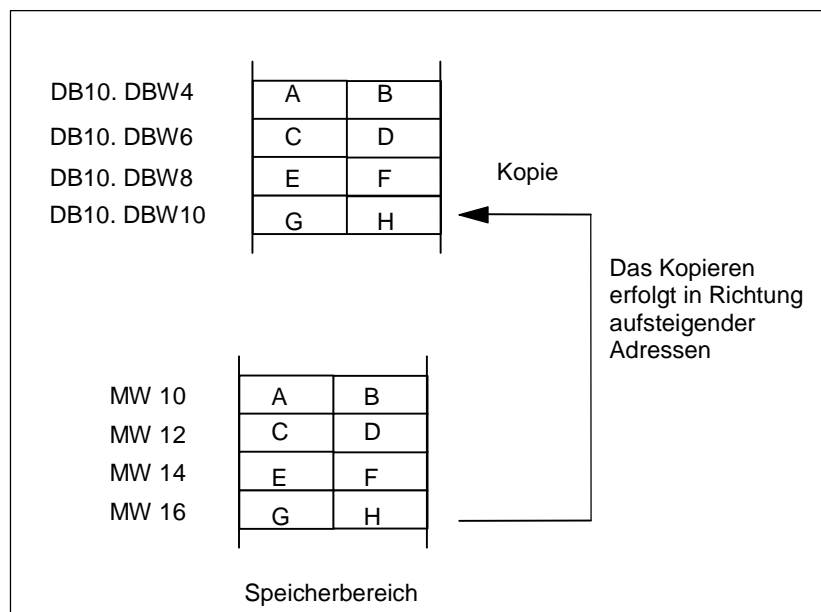 DB10. DBW4 A B
DB10. DBW6 C D
DB10. DBW8 E F
DB10. DBW10 G H
Kopie
Das Kopieren
erfolgt in Richtung
aufsteigender
Adressen
MW 10 A B
MW 12 C D
MW 14 E F
MW 16 G H
Speicherbereich